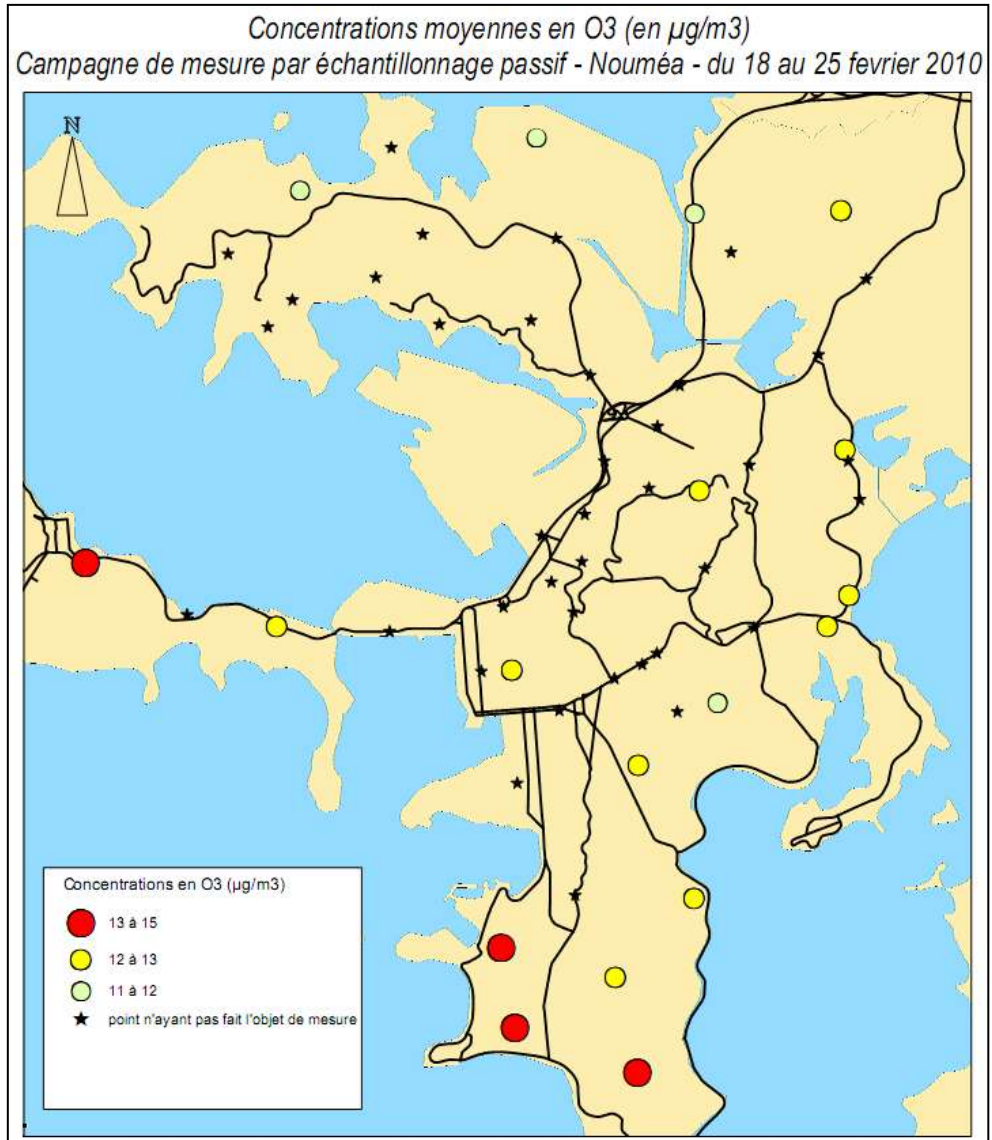 Concentrations moyennes en O3 (en µg/m3)
Campagne de mesure par échantillonnage passif - Nouméa - du 18 au 25 fevrier 2010
N
Concentrations en O3 (µg/m3)
13 à 15
12 à 13
11 à 12
point n'ayant pas fait l'objet de mesure